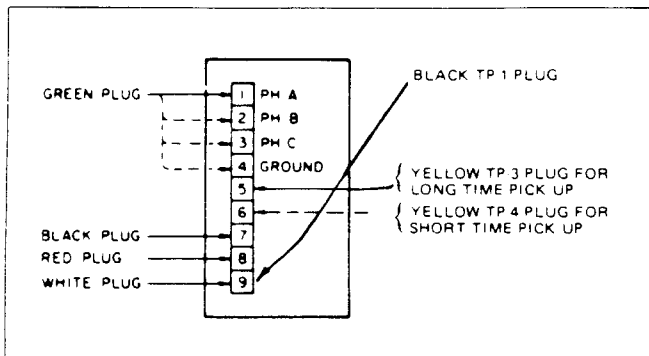 BLACK TP 1 PLUG
GREEN PLUG
1 PH A
2 PH B
3 PH C
4 GROUND
5
YELLOW TP 3 PLUG FOR
LONG TIME PICK UP
6
YELLOW TP 4 PLUG FOR
SHORT TIME PICK UP
BLACK PLUG
7
RED PLUG
8
WHITE PLUG
9